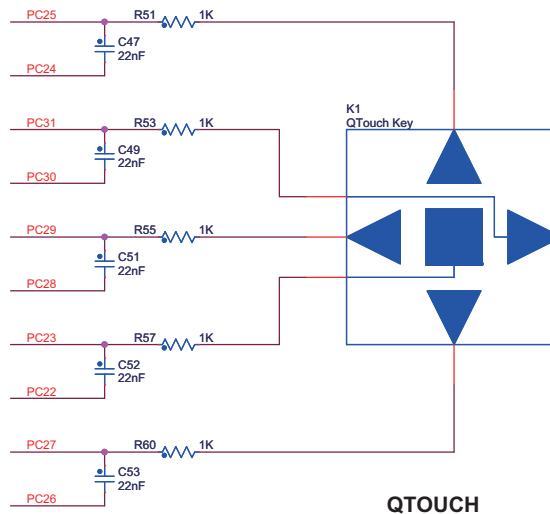 PC25 R51 1K
C47
22nF
PC24
K1
QTouch Key
PC31 R53 1K
C49
22nF
PC30
PC29 R55 1K
C51
22nF
PC28
PC23 R57 1K
C52
22nF
PC22
PC27 R60 1K
C53
22nF
PC26
QTOUCH